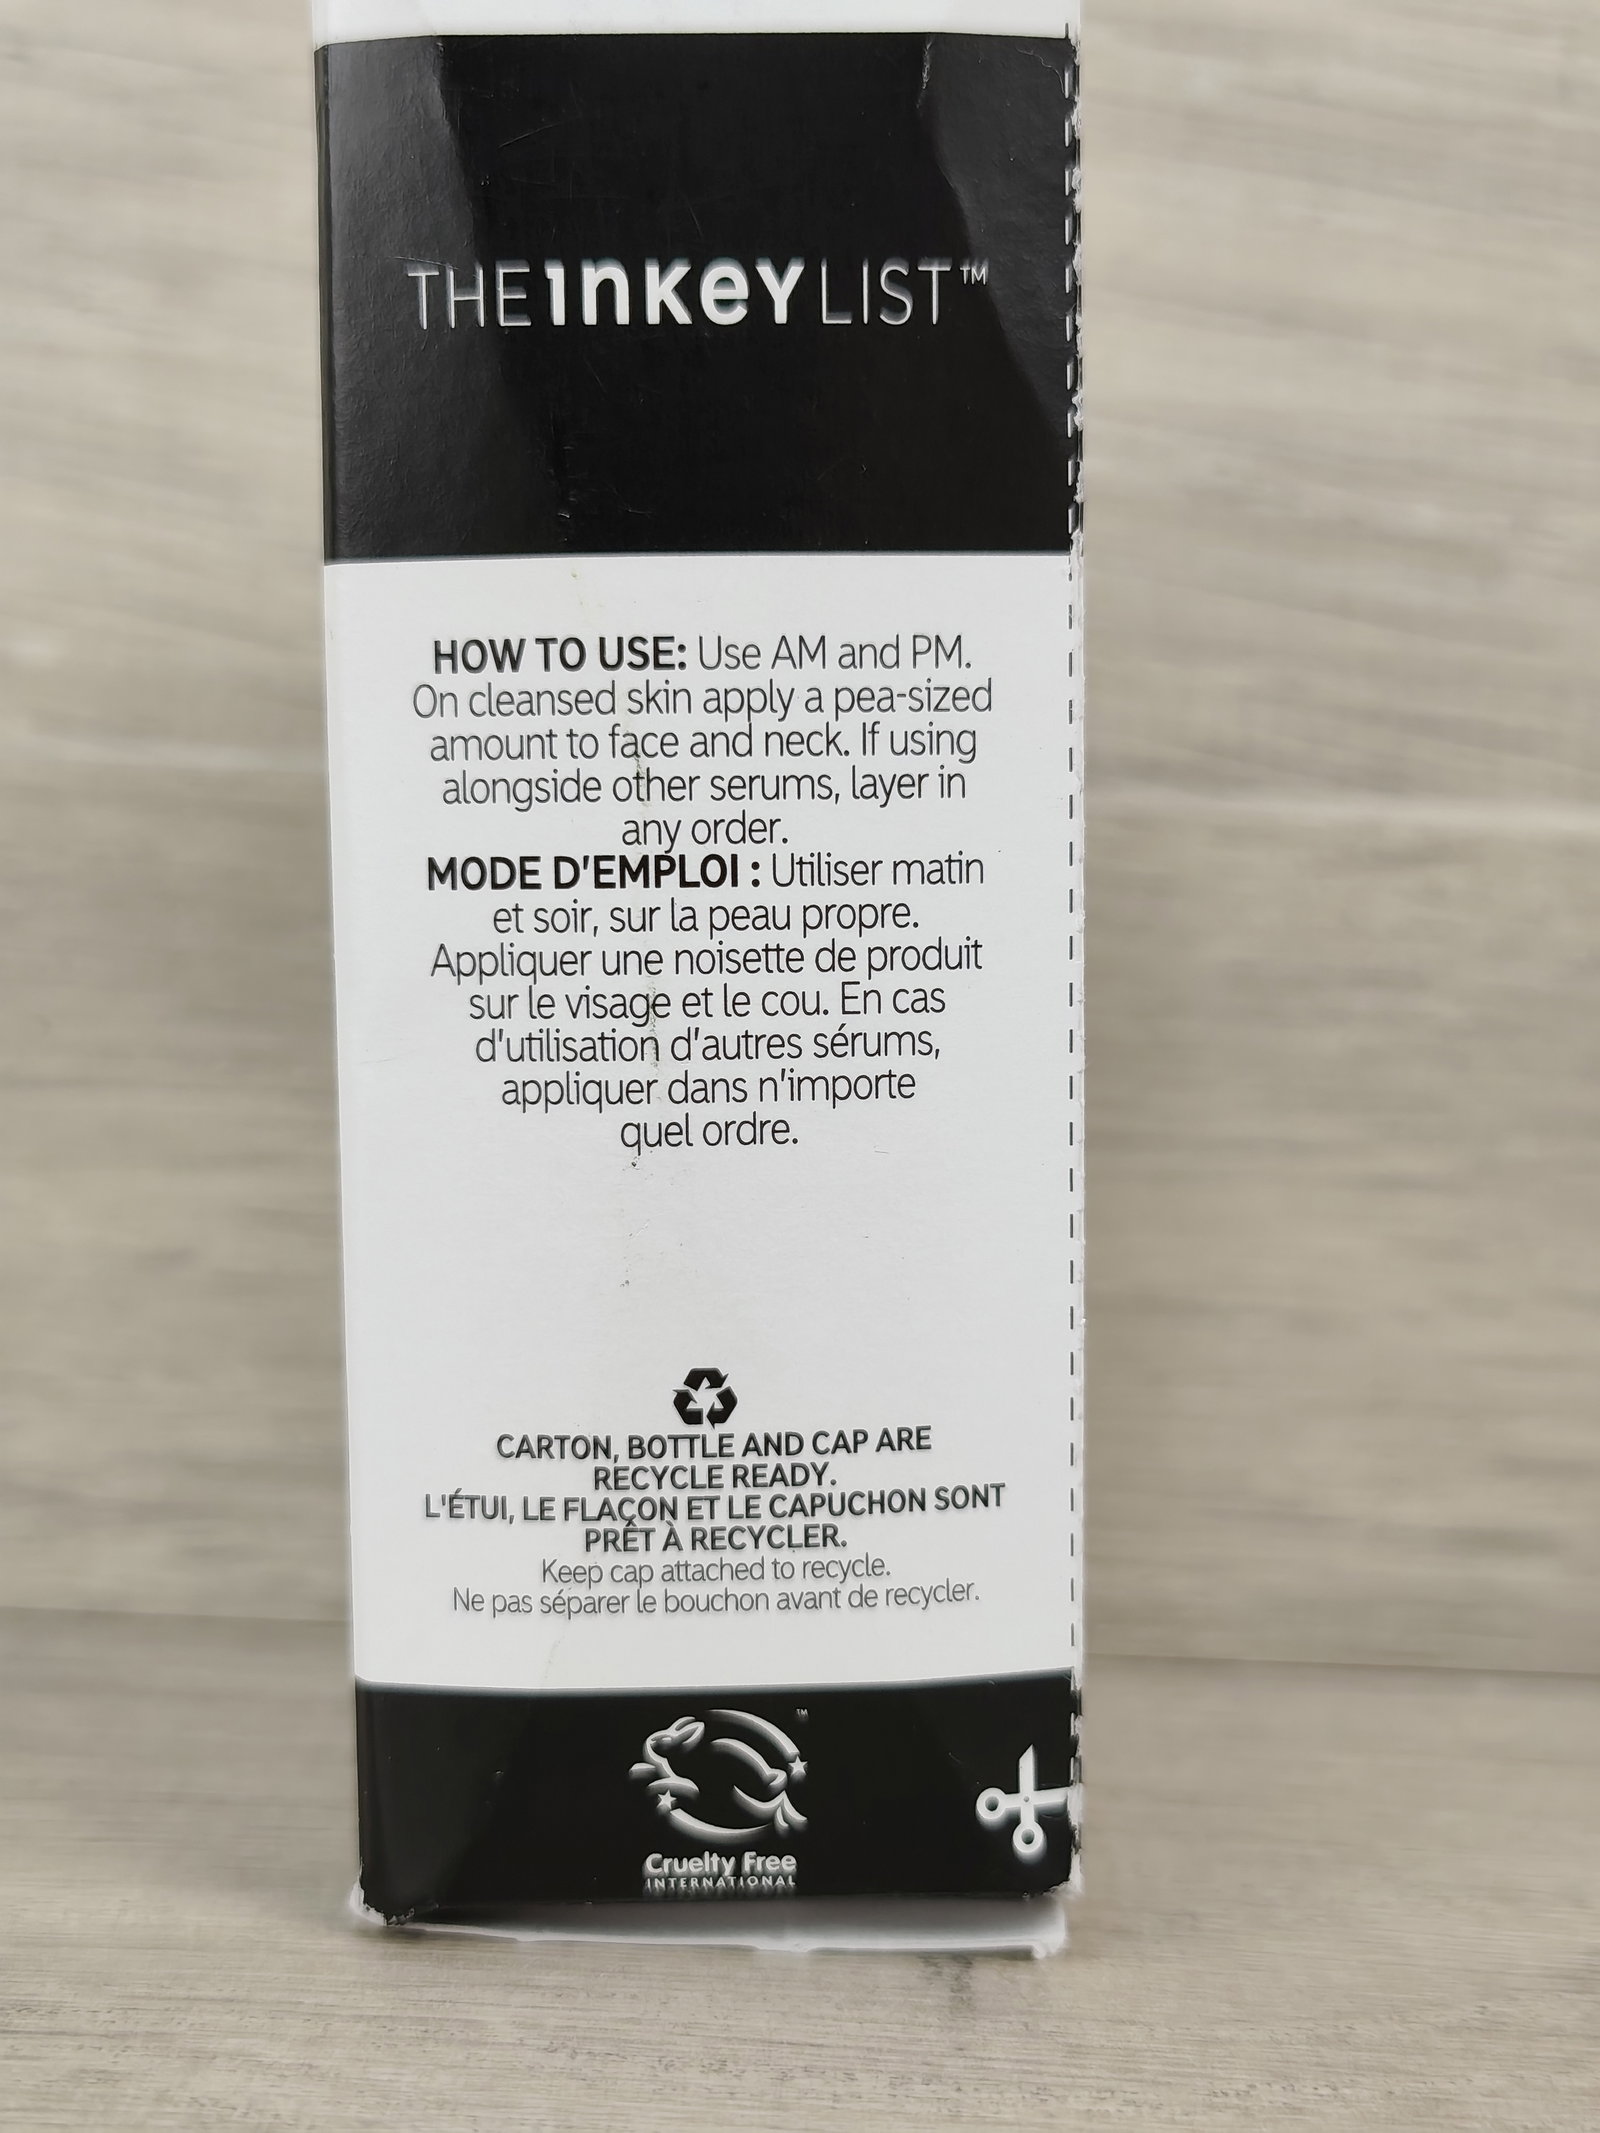 THE INKEY LIST™
HOW TO USE: Use AM and PM.
On cleansed skin apply a pea-sized
amount to face and neck. If using
alongside other serums, layer in
any order.
MODE D'EMPLOI : Utiliser matin
et soir, sur la peau propre.
Appliquer une noisette de produit
sur le visage et le cou. En cas
d'utilisation d'autres sérums,
appliquer dans n'importe
quel ordre.
CARTON, BOTTLE AND CAP ARE
RECYCLE READY.
L'ÉTUI, LE FLAÇON ET LE CAPUCHON SONT
PRÊT À RECYCLER.
Keep cap attached to recycle.
Ne pas séparer le bouchon avant de recycler.
TM
Cruelty Free
INTERNATIONAL